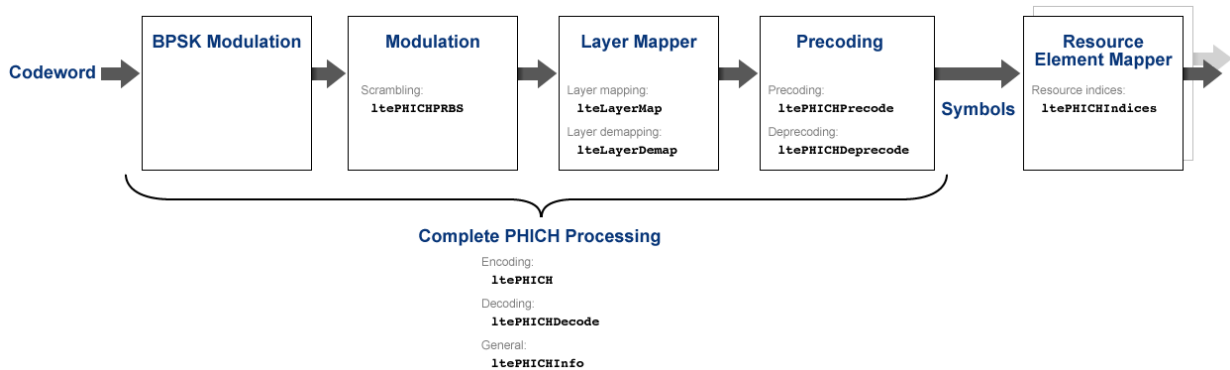 Codeword
BPSK Modulation
Modulation
Scrambling:
ltePHICHPRBS
Layer Mapper
Layer mapping:
lteLayerMap
Layer demapping:
lteLayerDemap
Precoding
Precoding:
ltePHICHPrecode
Deprecoding:
ltePHICHDeprecode
Symbols
Resource
Element Mapper
Resource indices:
ltePHICHIndices
Complete PHICH Processing
Encoding:
ltePHICH
Decoding:
ltePHICHDecode
General:
ltePHICHInfo